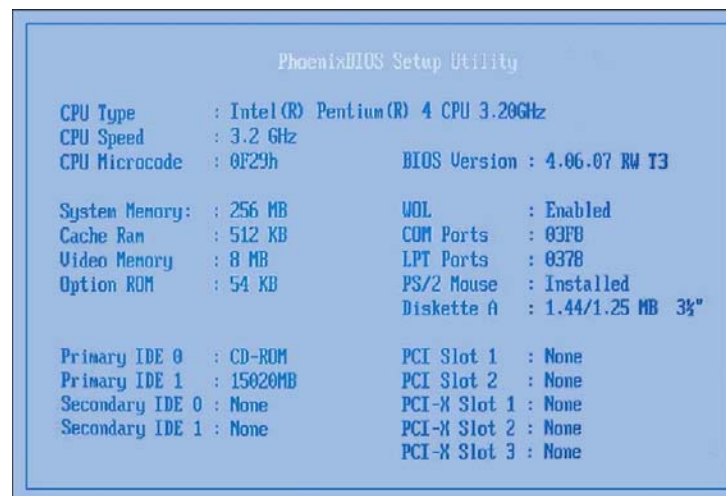 PhoenixBIOS Setup Utility
CPU Type : Intel(R) Pentium(R) 4 CPU 3.20GHz
CPU Speed : 3.2 GHz
CPU Microcode : 0F29h BIOS Version : 4.06.07 RW T3
System Memory: : 256 MB WOL : Enabled
Cache Ram : 512 KB COM Ports : 03F8
Video Memory : 8 MB LPT Ports : 0378
Option ROM : 54 KB PS/2 Mouse : Installed
Diskette A : 1.44/1.25 MB 3½"
Primary IDE 0 : CD-ROM PCI Slot 1 : None
Primary IDE 1 : 15020MB PCI Slot 2 : None
Secondary IDE 0 : None PCI-X Slot 1 : None
Secondary IDE 1 : None PCI-X Slot 2 : None
PCI-X Slot 3 : None